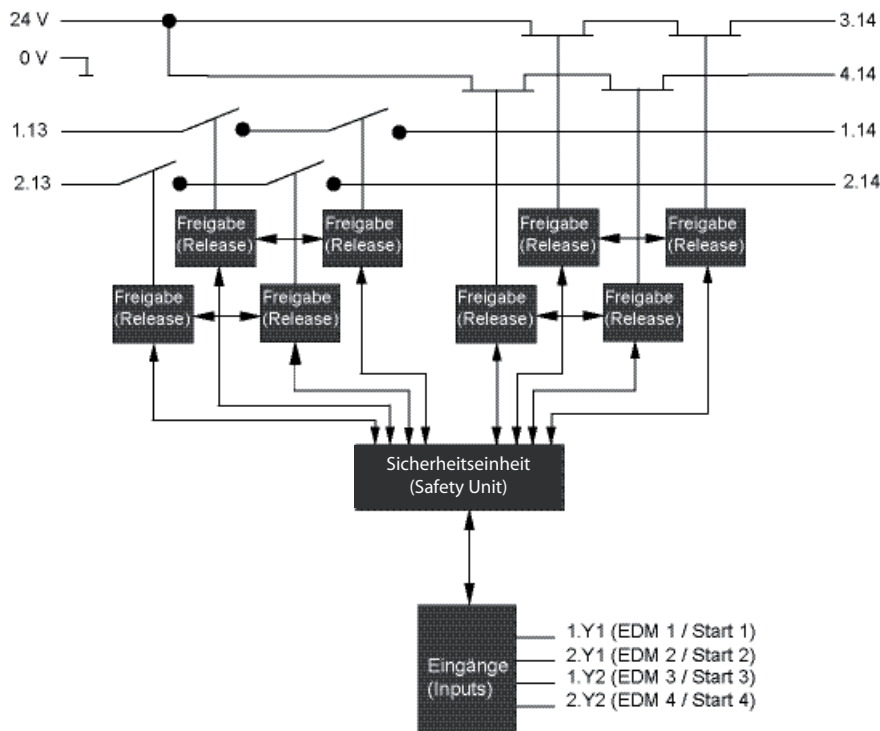 24 V
3.14
0 V
4.14
1.13
1.14
2.13
2.14
Freigabe
(Release)
Freigabe
(Release)
Freigabe
(Release)
Freigabe
(Release)
Freigabe
(Release)
Freigabe
(Release)
Freigabe
(Release)
Freigabe
(Release)
Sicherheitseinheit
(Safety Unit)
Eingänge
(Inputs)
1.Y1 (EDM 1 / Start 1)
2.Y1 (EDM 2 / Start 2)
1.Y2 (EDM 3 / Start 3)
2.Y2 (EDM 4 / Start 4)